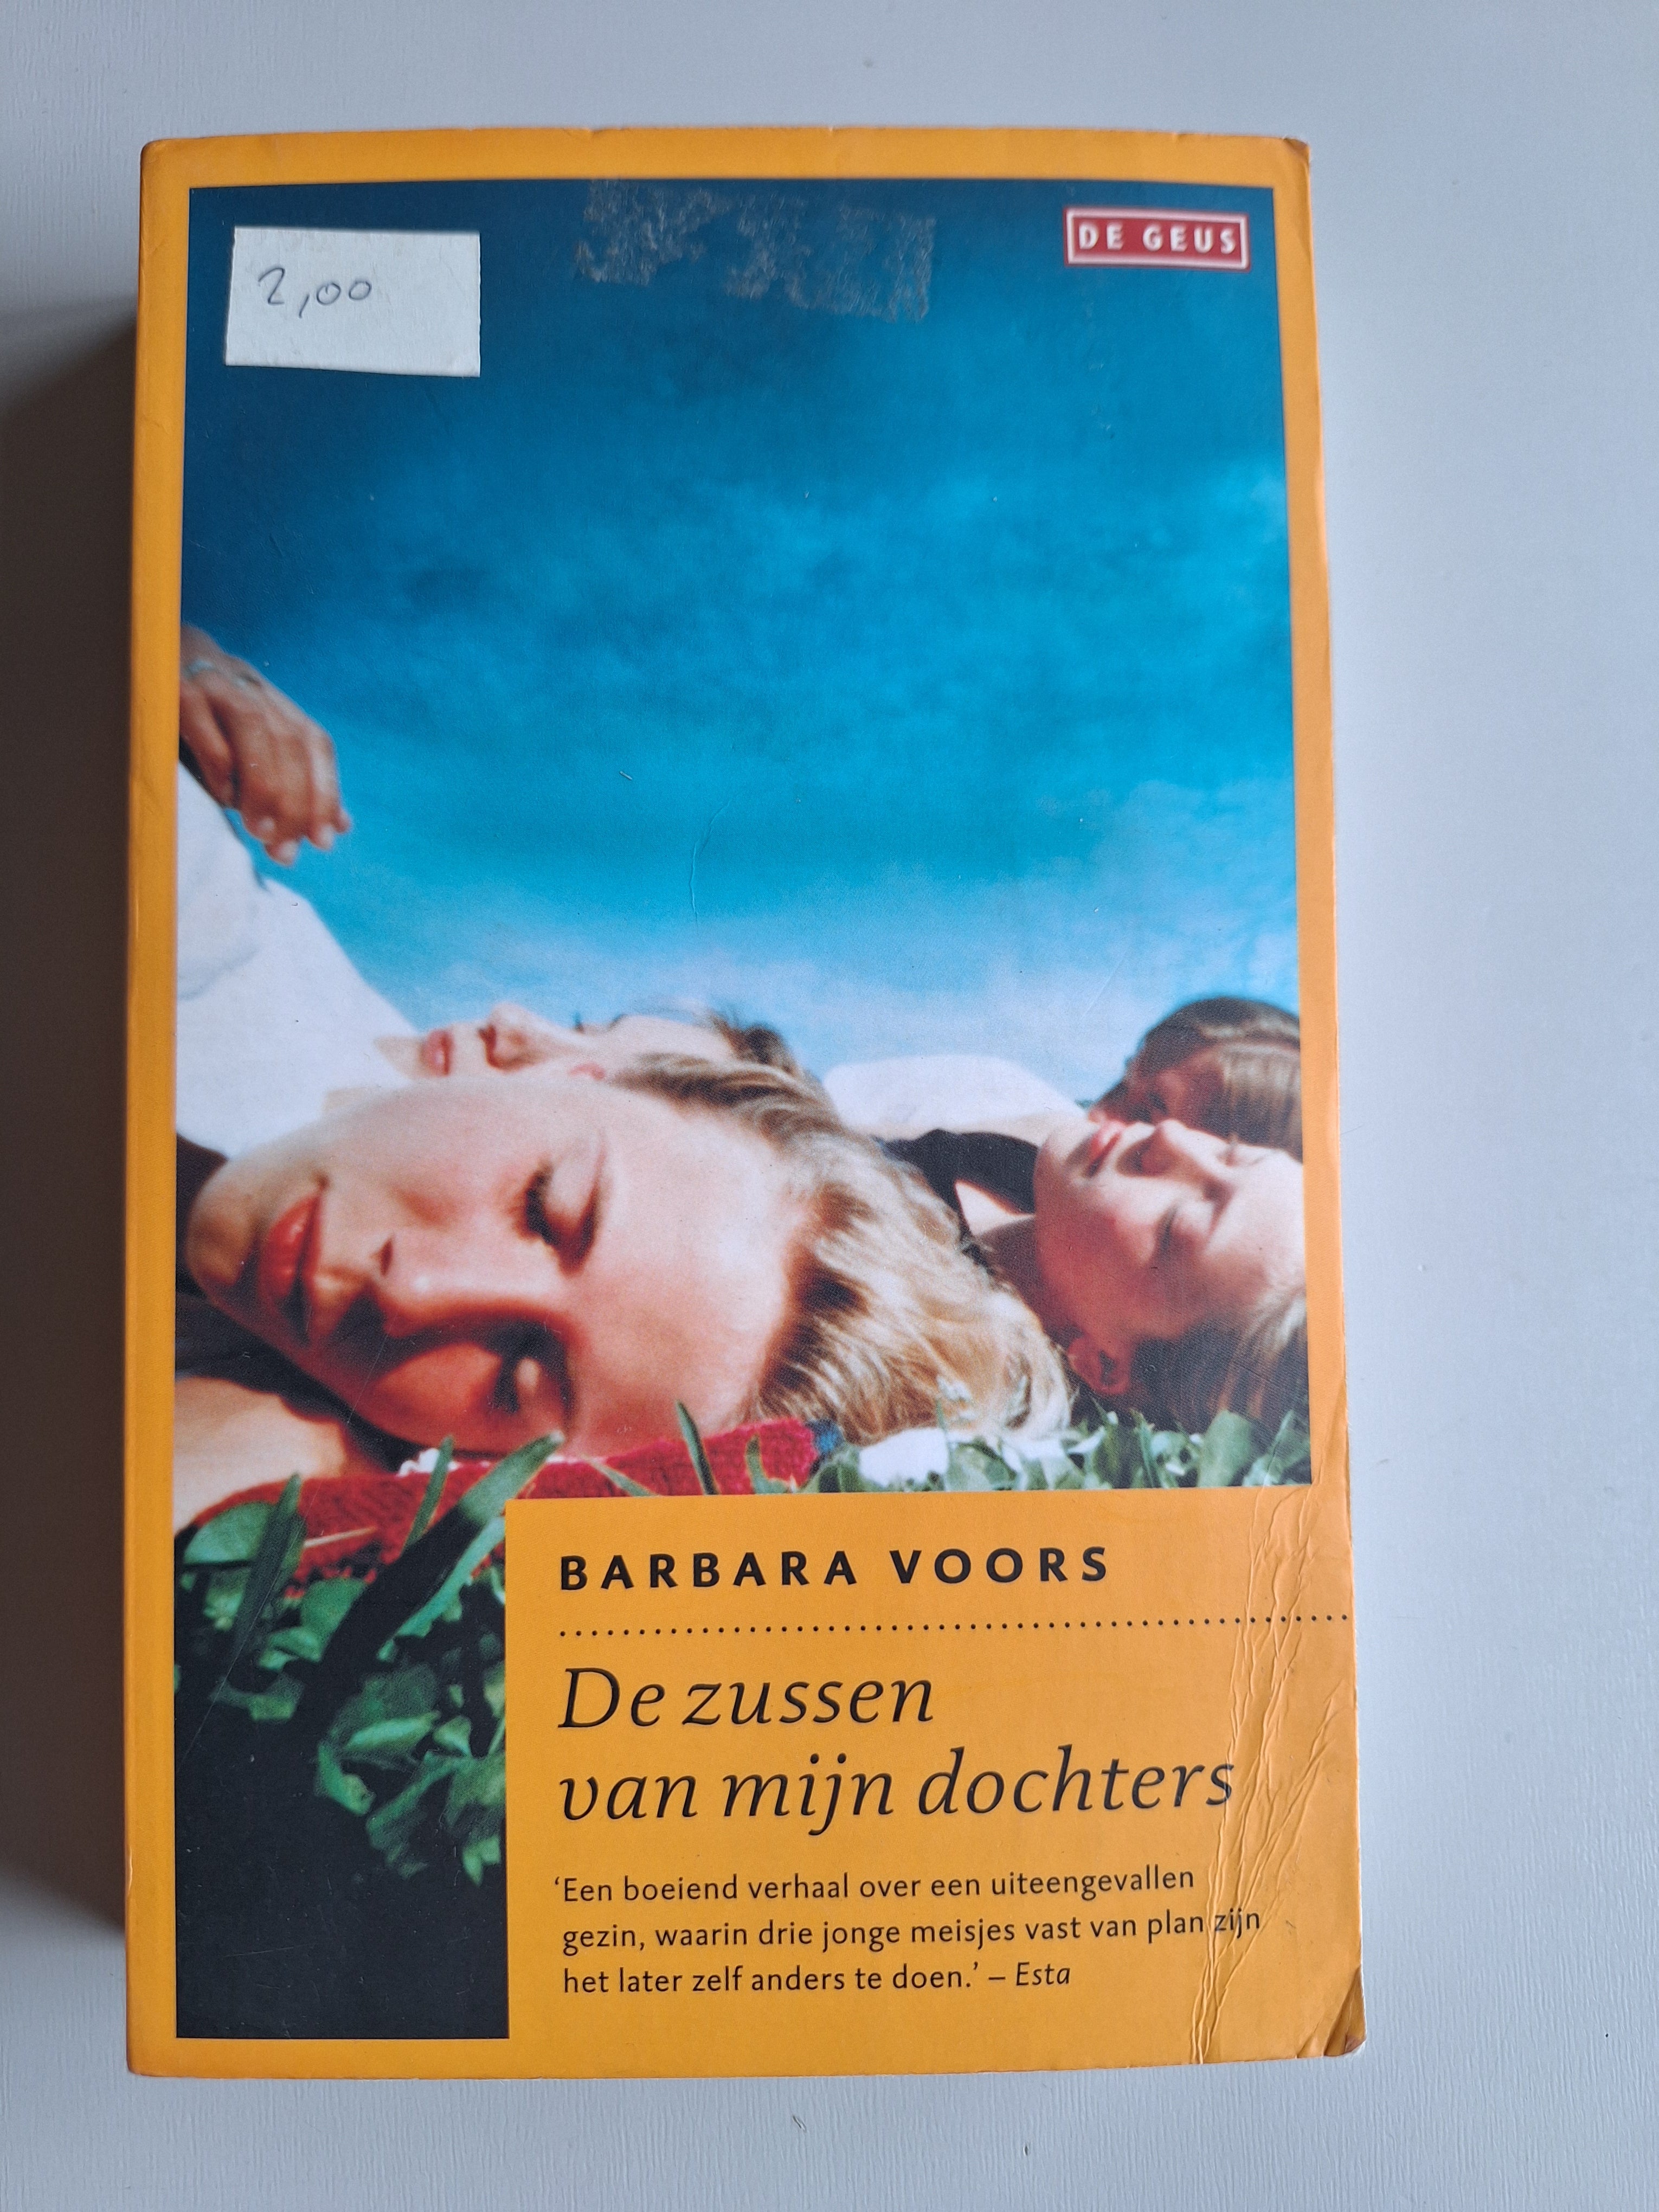 2,00
DE GEUS
BARBARA VOORS
De zussen
van mijn dochters
‘Een boeiend verhaal over een uiteengevallen
gezin, waarin drie jonge meisjes vast van plan zijn
het later zelf anders te doen.’ – Esta